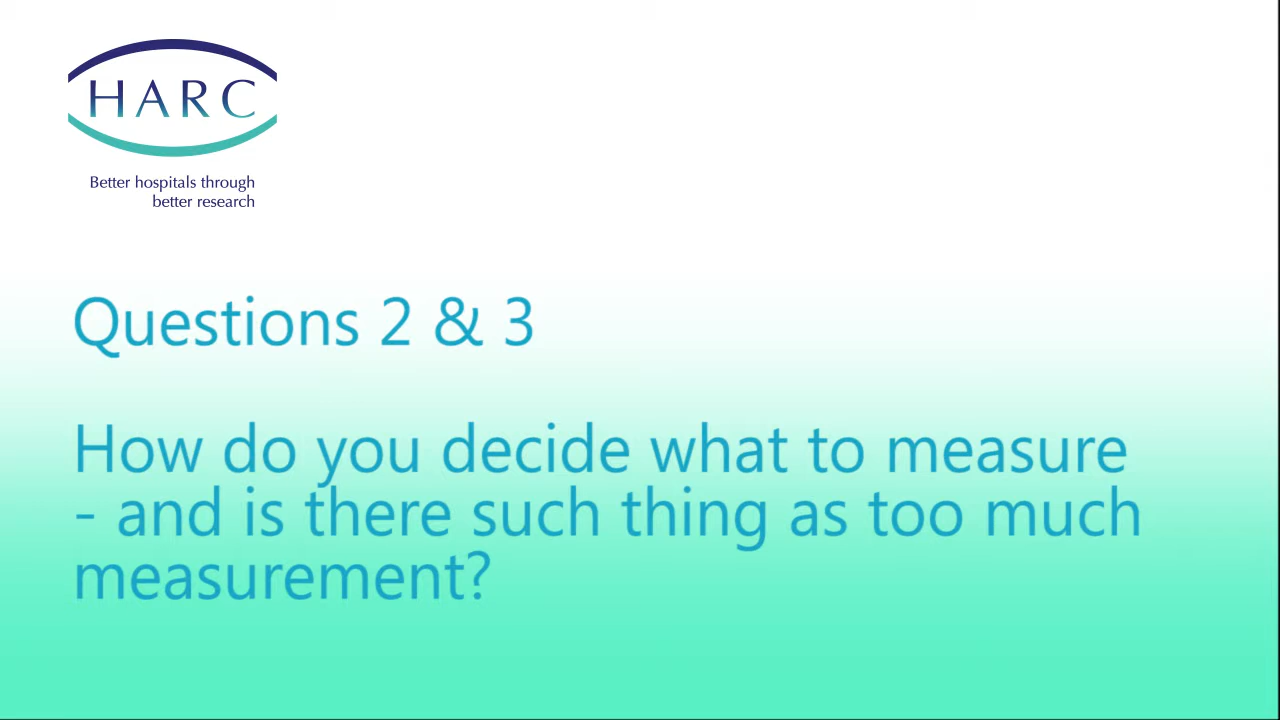 HARC
Better hospitals through
better research
Questions 2 & 3
How do you decide what to measure
- and is there such thing as too much
measurement?